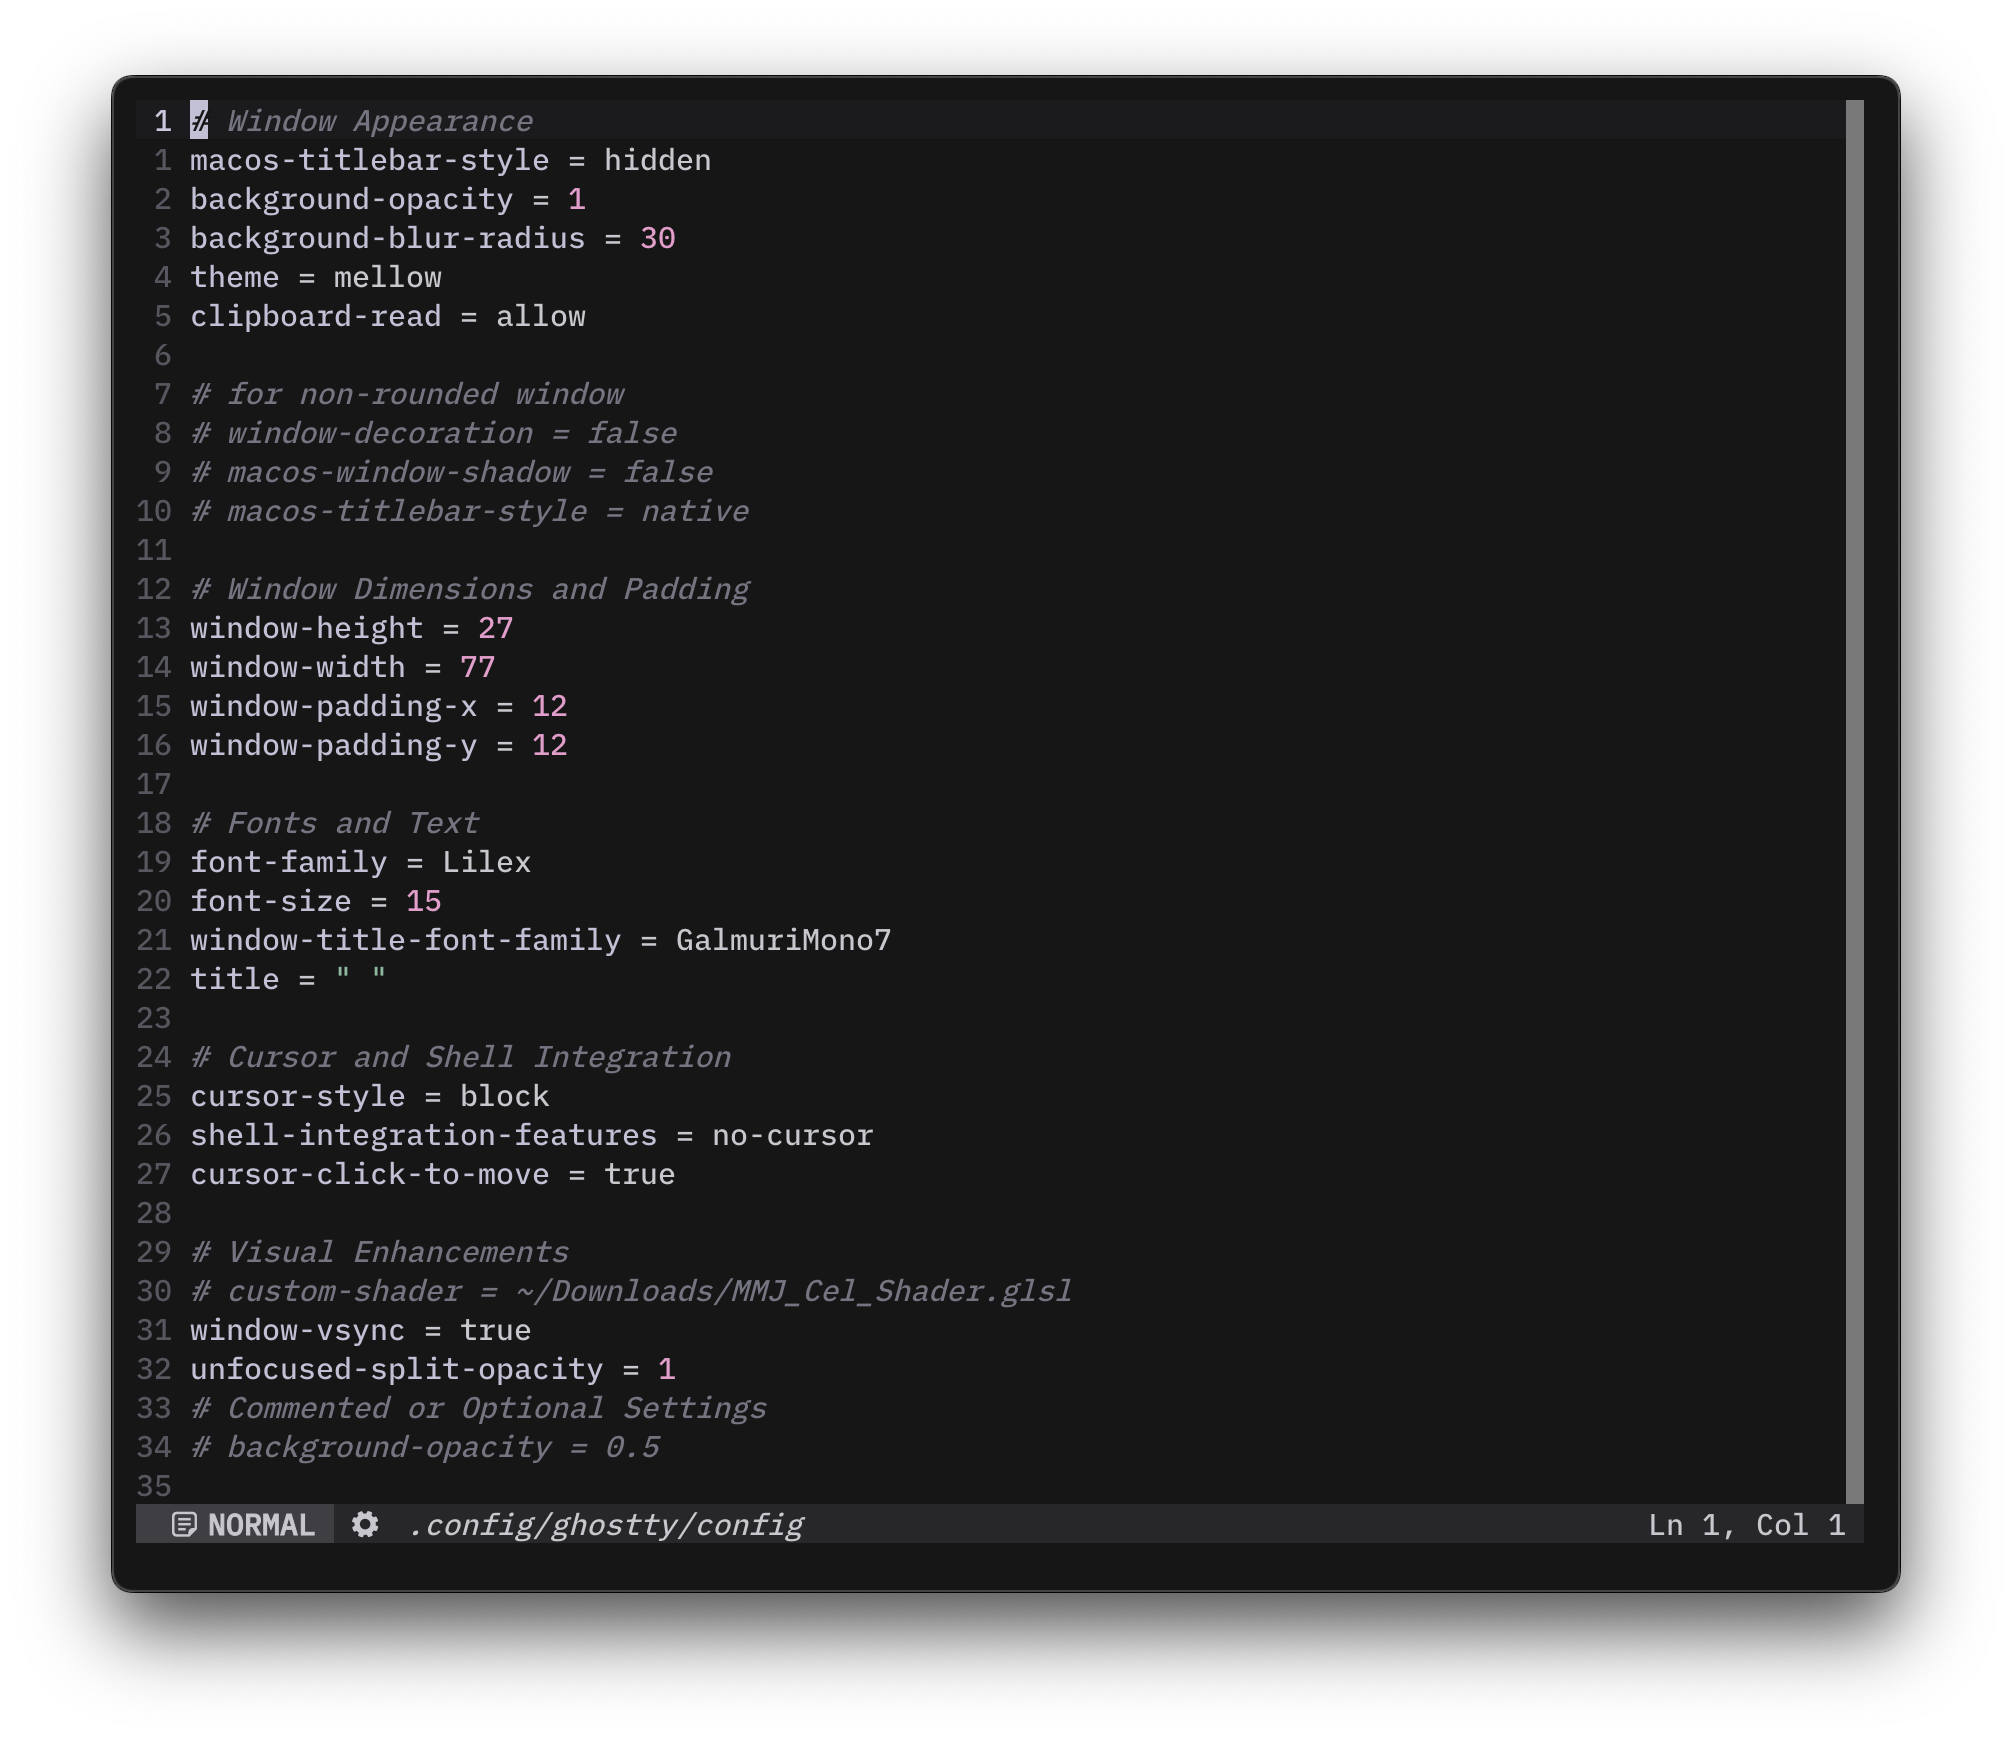 1 # Window Appearance
1 macos-titlebar-style = hidden
2 background-opacity = 1
3 background-blur-radius = 30
4 theme = mellow
5 clipboard-read = allow
6
7 # for non-rounded window
8 # window-decoration = false
9 # macos-window-shadow = false
10 # macos-titlebar-style = native
11
12 # Window Dimensions and Padding
13 window-height = 27
14 window-width = 77
15 window-padding-x = 12
16 window-padding-y = 12
17
18 # Fonts and Text
19 font-family = Lilex
20 font-size = 15
21 window-title-font-family = GalmuriMono7
22 title = " "
23
24 # Cursor and Shell Integration
25 cursor-style = block
26 shell-integration-features = no-cursor
27 cursor-click-to-move = true
28
29 # Visual Enhancements
30 # custom-shader = ~/Downloads/MMJ_Cel_Shader.glsl
31 window-vsync = true
32 unfocused-split-opacity = 1
33 # Commented or Optional Settings
34 # background-opacity = 0.5
35
NORMAL .config/ghostty/config Ln 1, Col 1